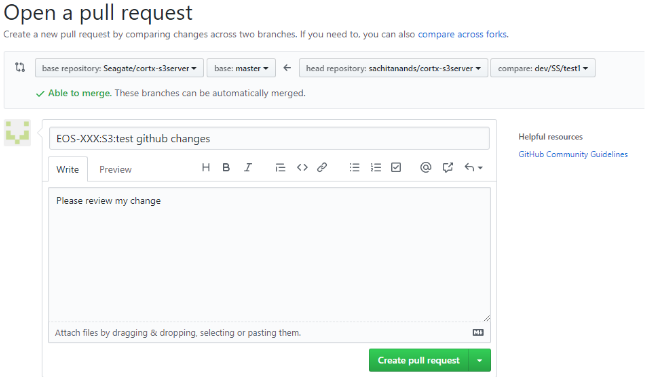 Open a pull request
Create a new pull request by comparing changes across two branches. If you need to, you can also compare across forks.
base repository: Seagate/cortx-s3server base: master head repository: sachitanands/cortx-s3server compare: dev/SS/test1
Able to merge. These branches can be automatically merged.
EOS-XXX:S3:test github changes
Helpful resources
GitHub Community Guidelines
Write Preview H B I @
Please review my change
Attach files by dragging & dropping, selecting or pasting them.
Create pull request